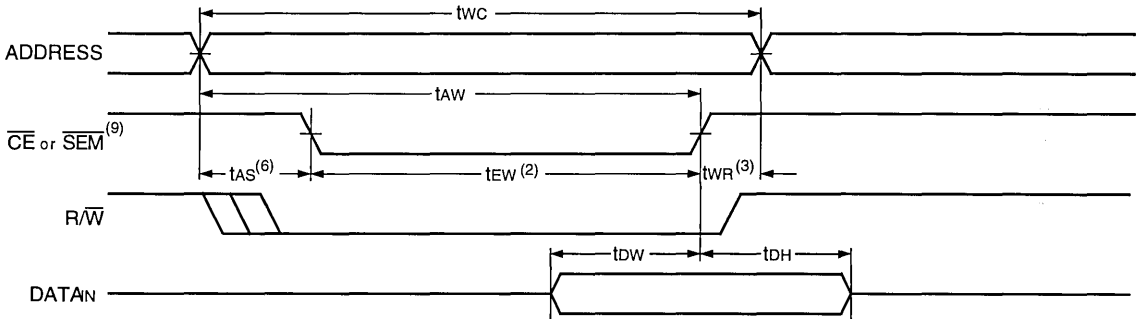 tWC
ADDRESS
tAW
CE or SEM(9)
tAS(6) tEW(2) tWR(3)
R/W
tDW tDH
DATAIN